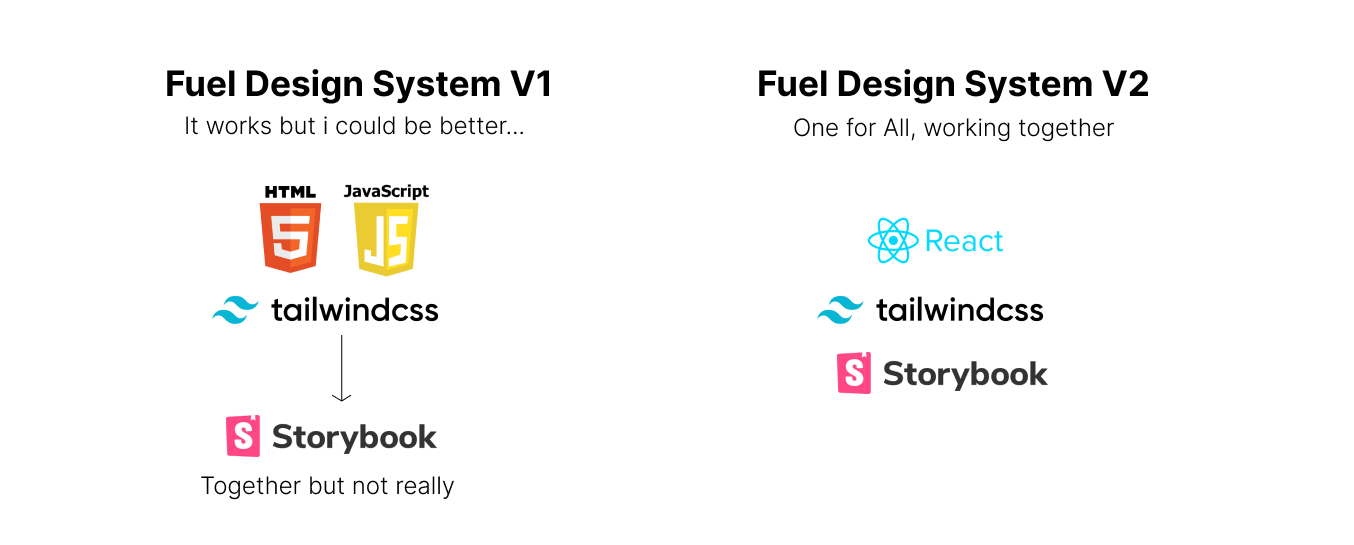 Fuel Design System V1
It works but i could be better...
HTML
JavaScript
5
JS
tailwindcss
S
Storybook
Together but not really
Fuel Design System V2
One for All, working together
React
tailwindcss
S
Storybook